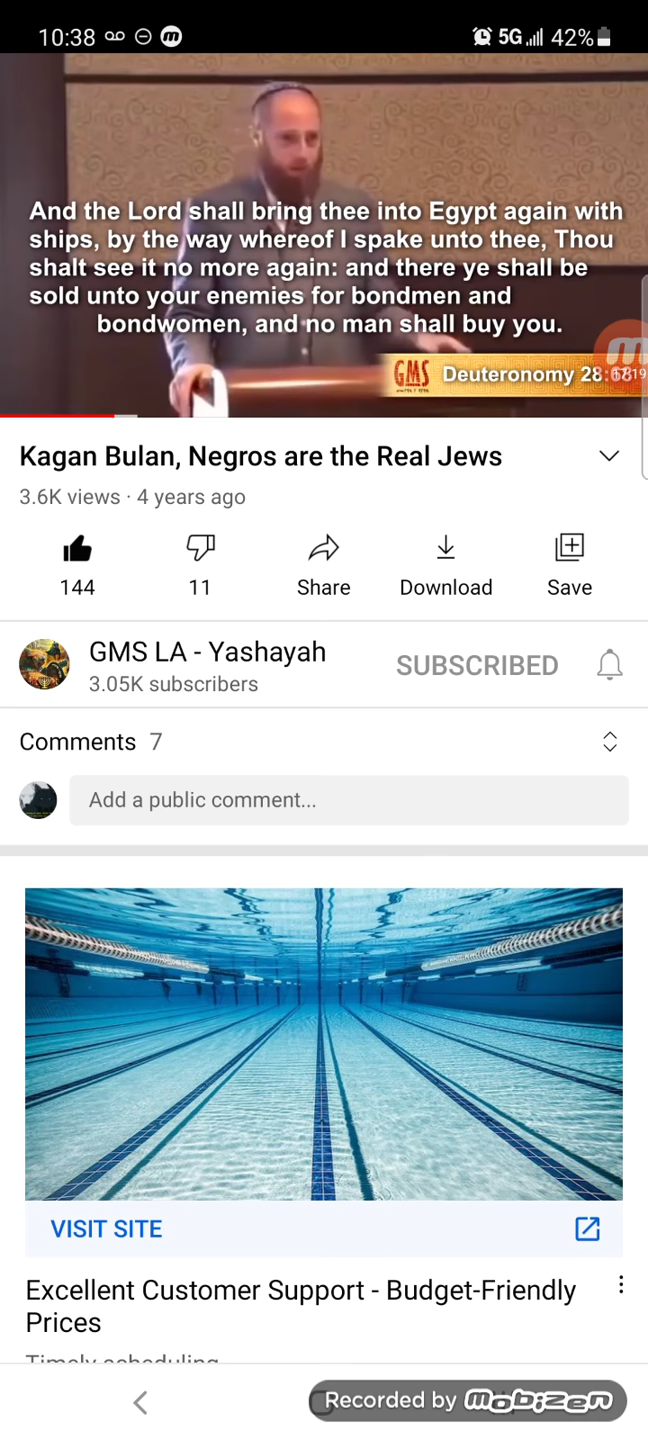 10:38
5G 42%
And the Lord shall bring thee into Egypt again with
ships, by the way whereof I spake unto thee, Thou
shalt see it no more again: and there ye shall be
sold unto your enemies for bondmen and
bondwomen, and no man shall buy you.
GMS Deuteronomy 28:68
Kagan Bulan, Negros are the Real Jews
3.6K views · 4 years ago
144 11 Share Download Save
GMS LA - Yashayah SUBSCRIBED
3.05K subscribers
Comments 7
Add a public comment...
VISIT SITE
Excellent Customer Support - Budget-Friendly
Prices
Timely scheduling
Recorded by mobizen